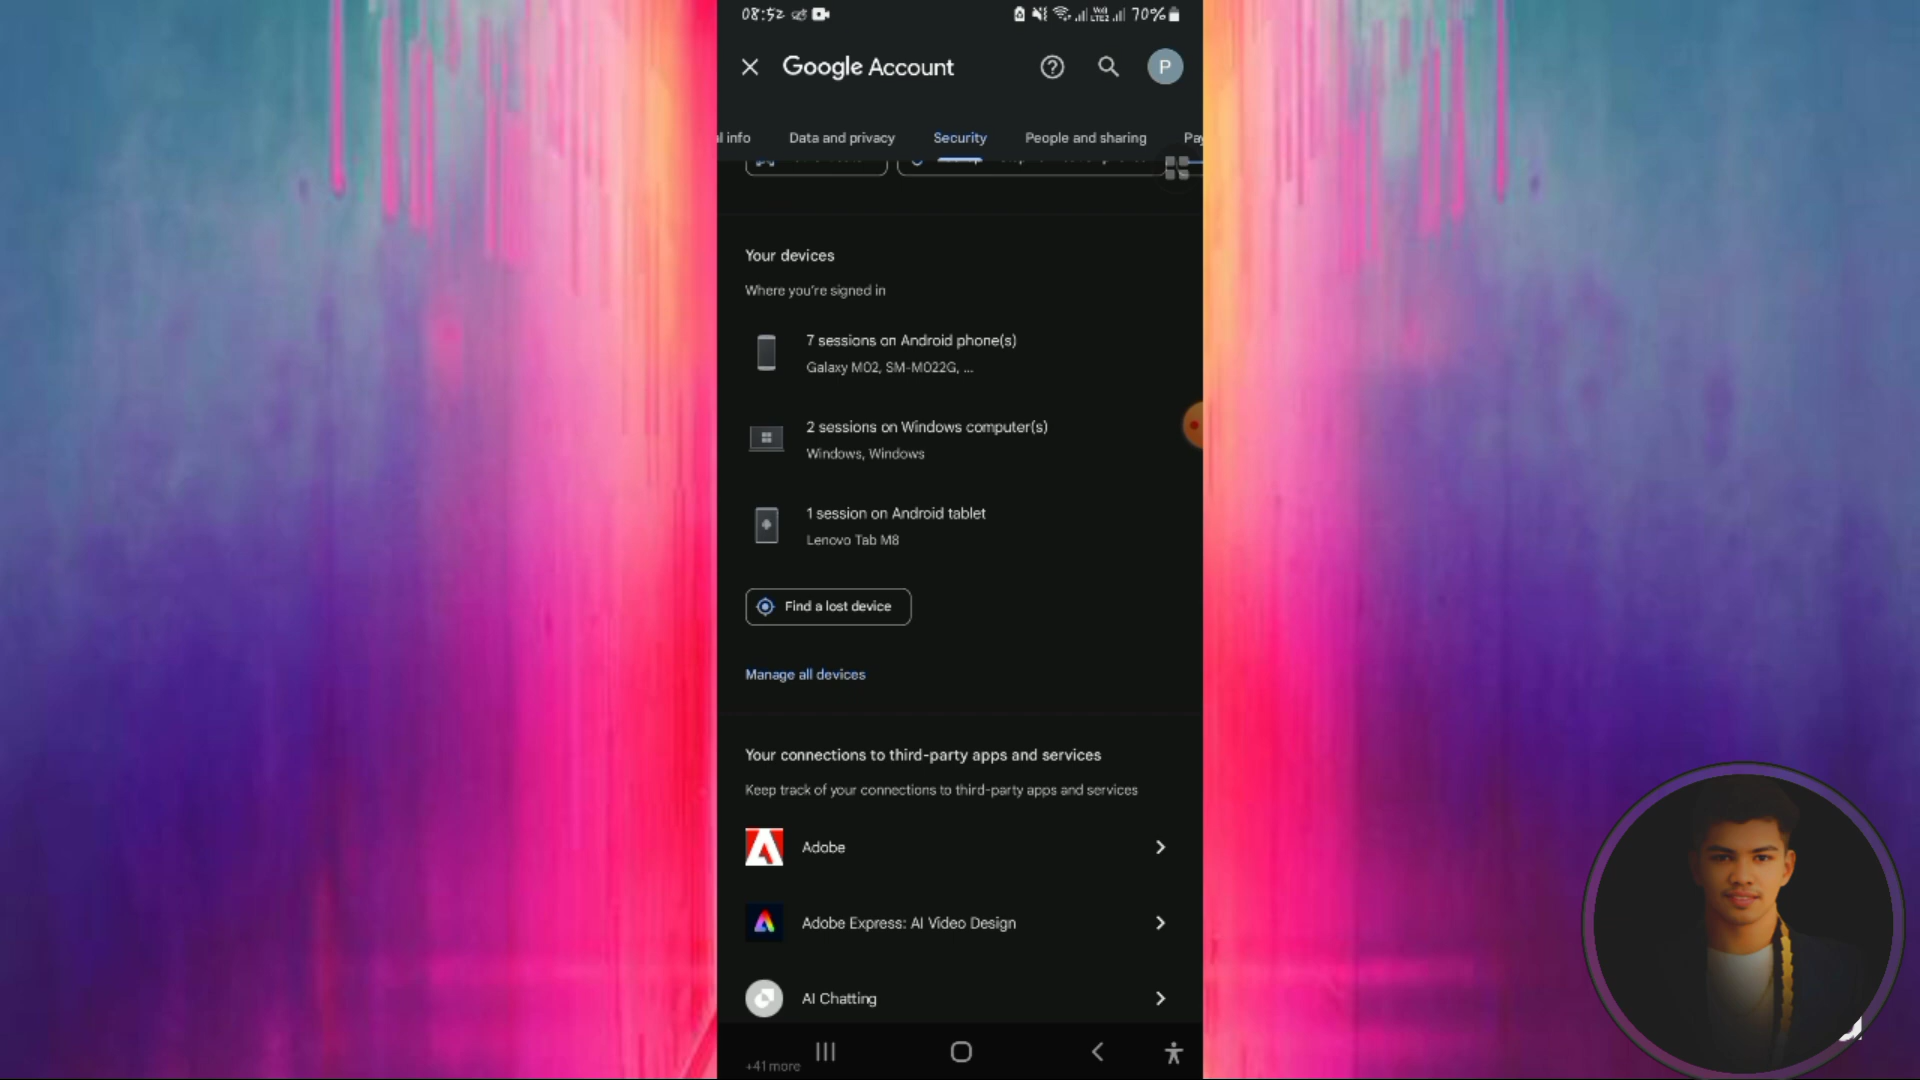 08:52
LTE2
70%
Google Account
P
al info
Data and privacy
Security
People and sharing
Pay
Your devices
Where you're signed in
7 sessions on Android phone(s)
Galaxy M02, SM-M022G, ...
2 sessions on Windows computer(s)
Windows, Windows
1 session on Android tablet
Lenovo Tab M8
Find a lost device
Manage all devices
Your connections to third-party apps and services
Keep track of your connections to third-party apps and services
Adobe
Adobe Express: AI Video Design
AI Chatting
+41 more